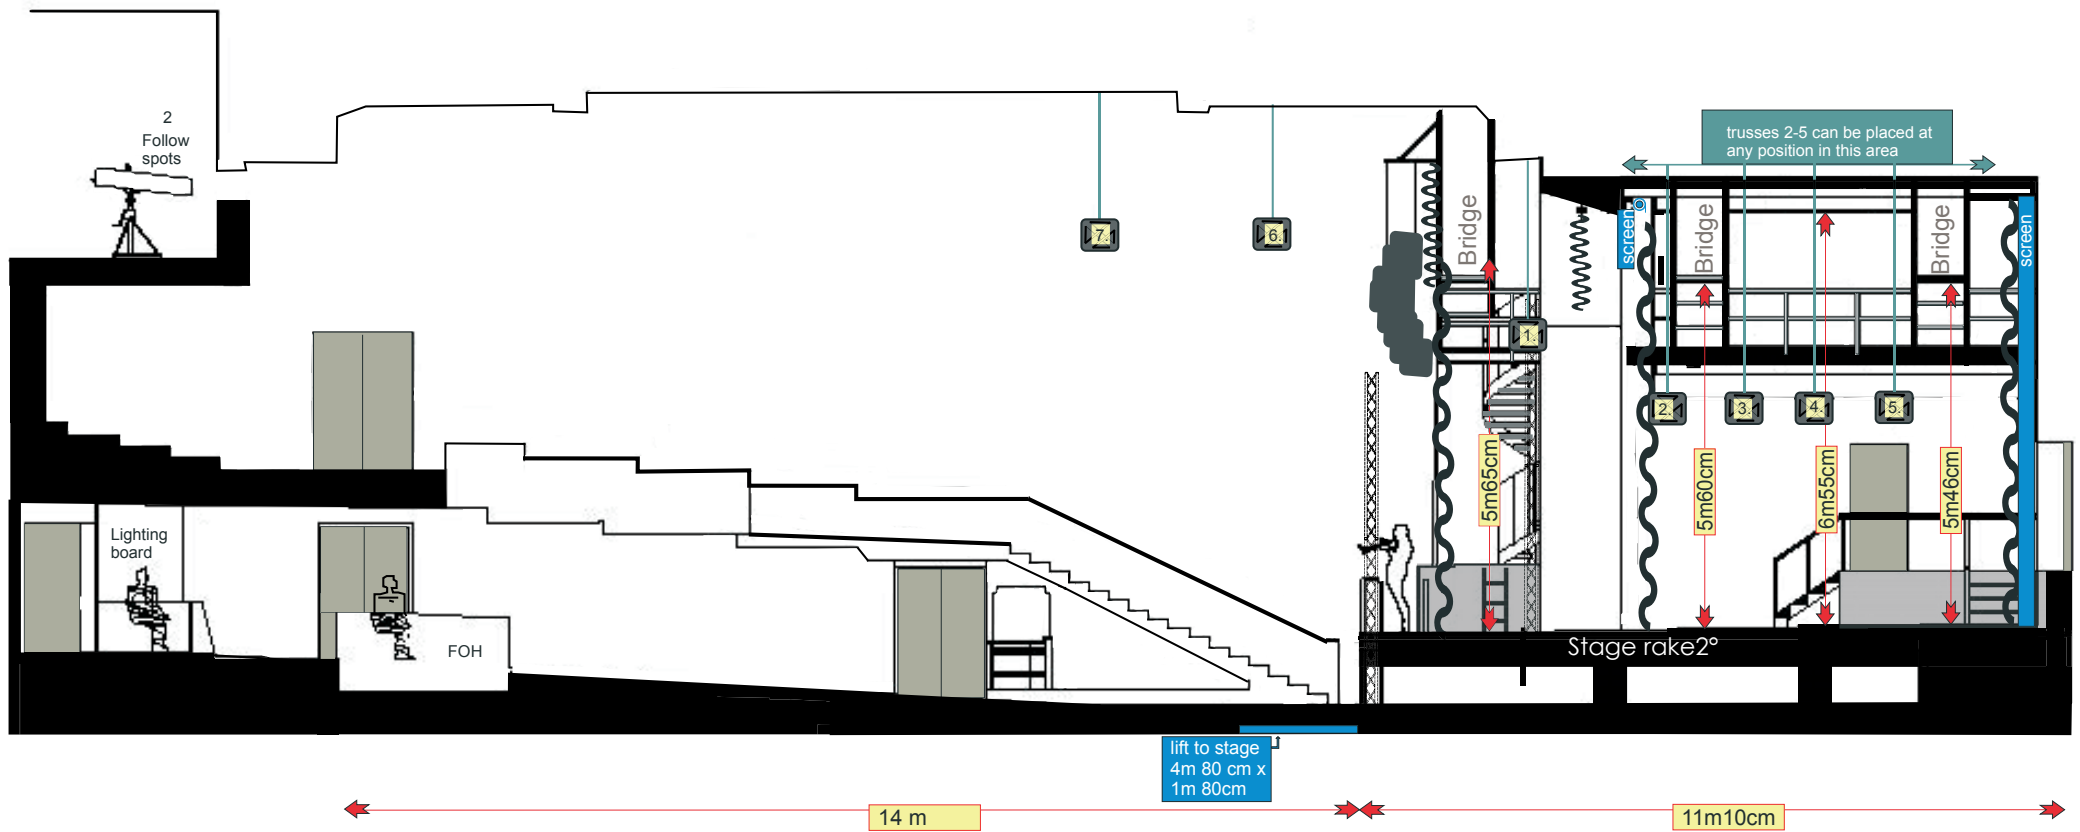 2
Follow
spots
trusses 2-5 can be placed at
any position in this area
7.
6.
1.
Bridge
screen
Bridge
Bridge
screen
2.
3.
4.
5.
5m65cm
5m60cm
6m55cm
5m46cm
Lighting
board
FOH
Stage rake2°
lift to stage
4m 80 cm x
1m 80cm
14 m
11m10cm